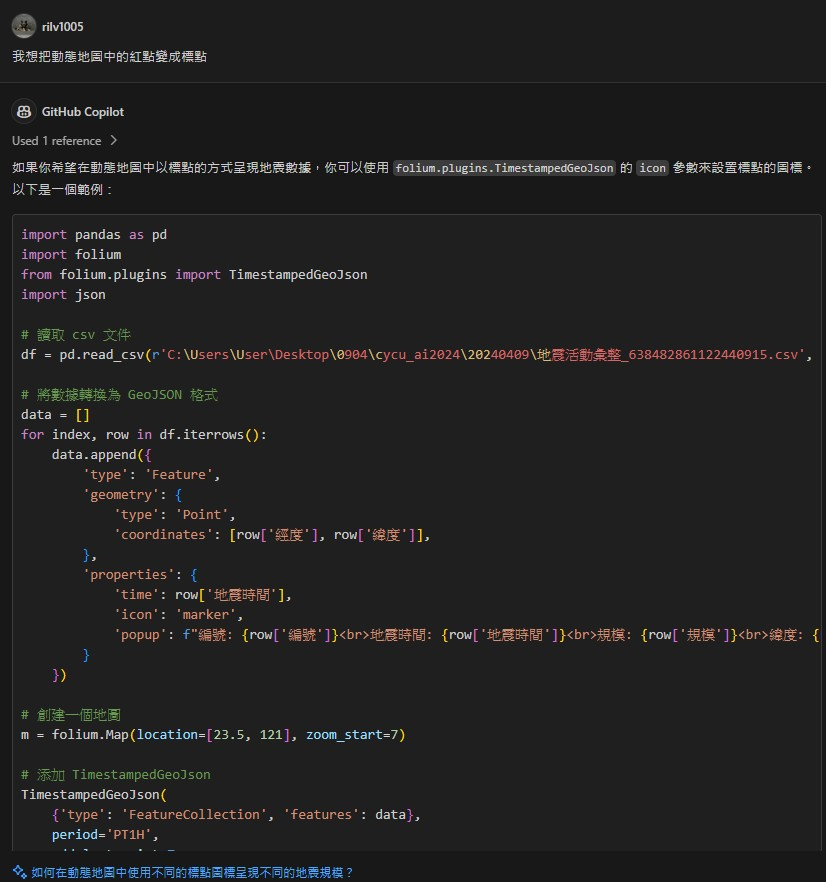 rilv1005
我想把動態地圖中的紅點變成標點
GitHub Copilot
Used 1 reference
如果你希望在動態地圖中以標點的方式呈現地震數據，你可以使用 folium.plugins.TimestampedGeoJson 的 icon 參數來設置標點的圖標。
以下是一個範例：
import pandas as pd
import folium
from folium.plugins import TimestampedGeoJson
import json
# 讀取 csv 文件
df = pd.read_csv(r'C:\Users\User\Desktop\0904\cycu_ai2024\20240409\地震活動彙整_638482861122440915.csv',
# 將數據轉換為 GeoJSON 格式
data = []
for index, row in df.iterrows():
    data.append({
        'type': 'Feature',
        'geometry': {
            'type': 'Point',
            'coordinates': [row['經度'], row['緯度']],
        },
        'properties': {
            'time': row['地震時間'],
            'icon': 'marker',
            'popup': f"編號: {row['編號']}<br>地震時間: {row['地震時間']}<br>規模: {row['規模']}<br>緯度: {
        }
    })
# 創建一個地圖
m = folium.Map(location=[23.5, 121], zoom_start=7)
# 添加 TimestampedGeoJson
TimestampedGeoJson(
    {'type': 'FeatureCollection', 'features': data},
    period='PT1H',
如何在動態地圖中使用不同的標點圖標呈現不同的地震規模？